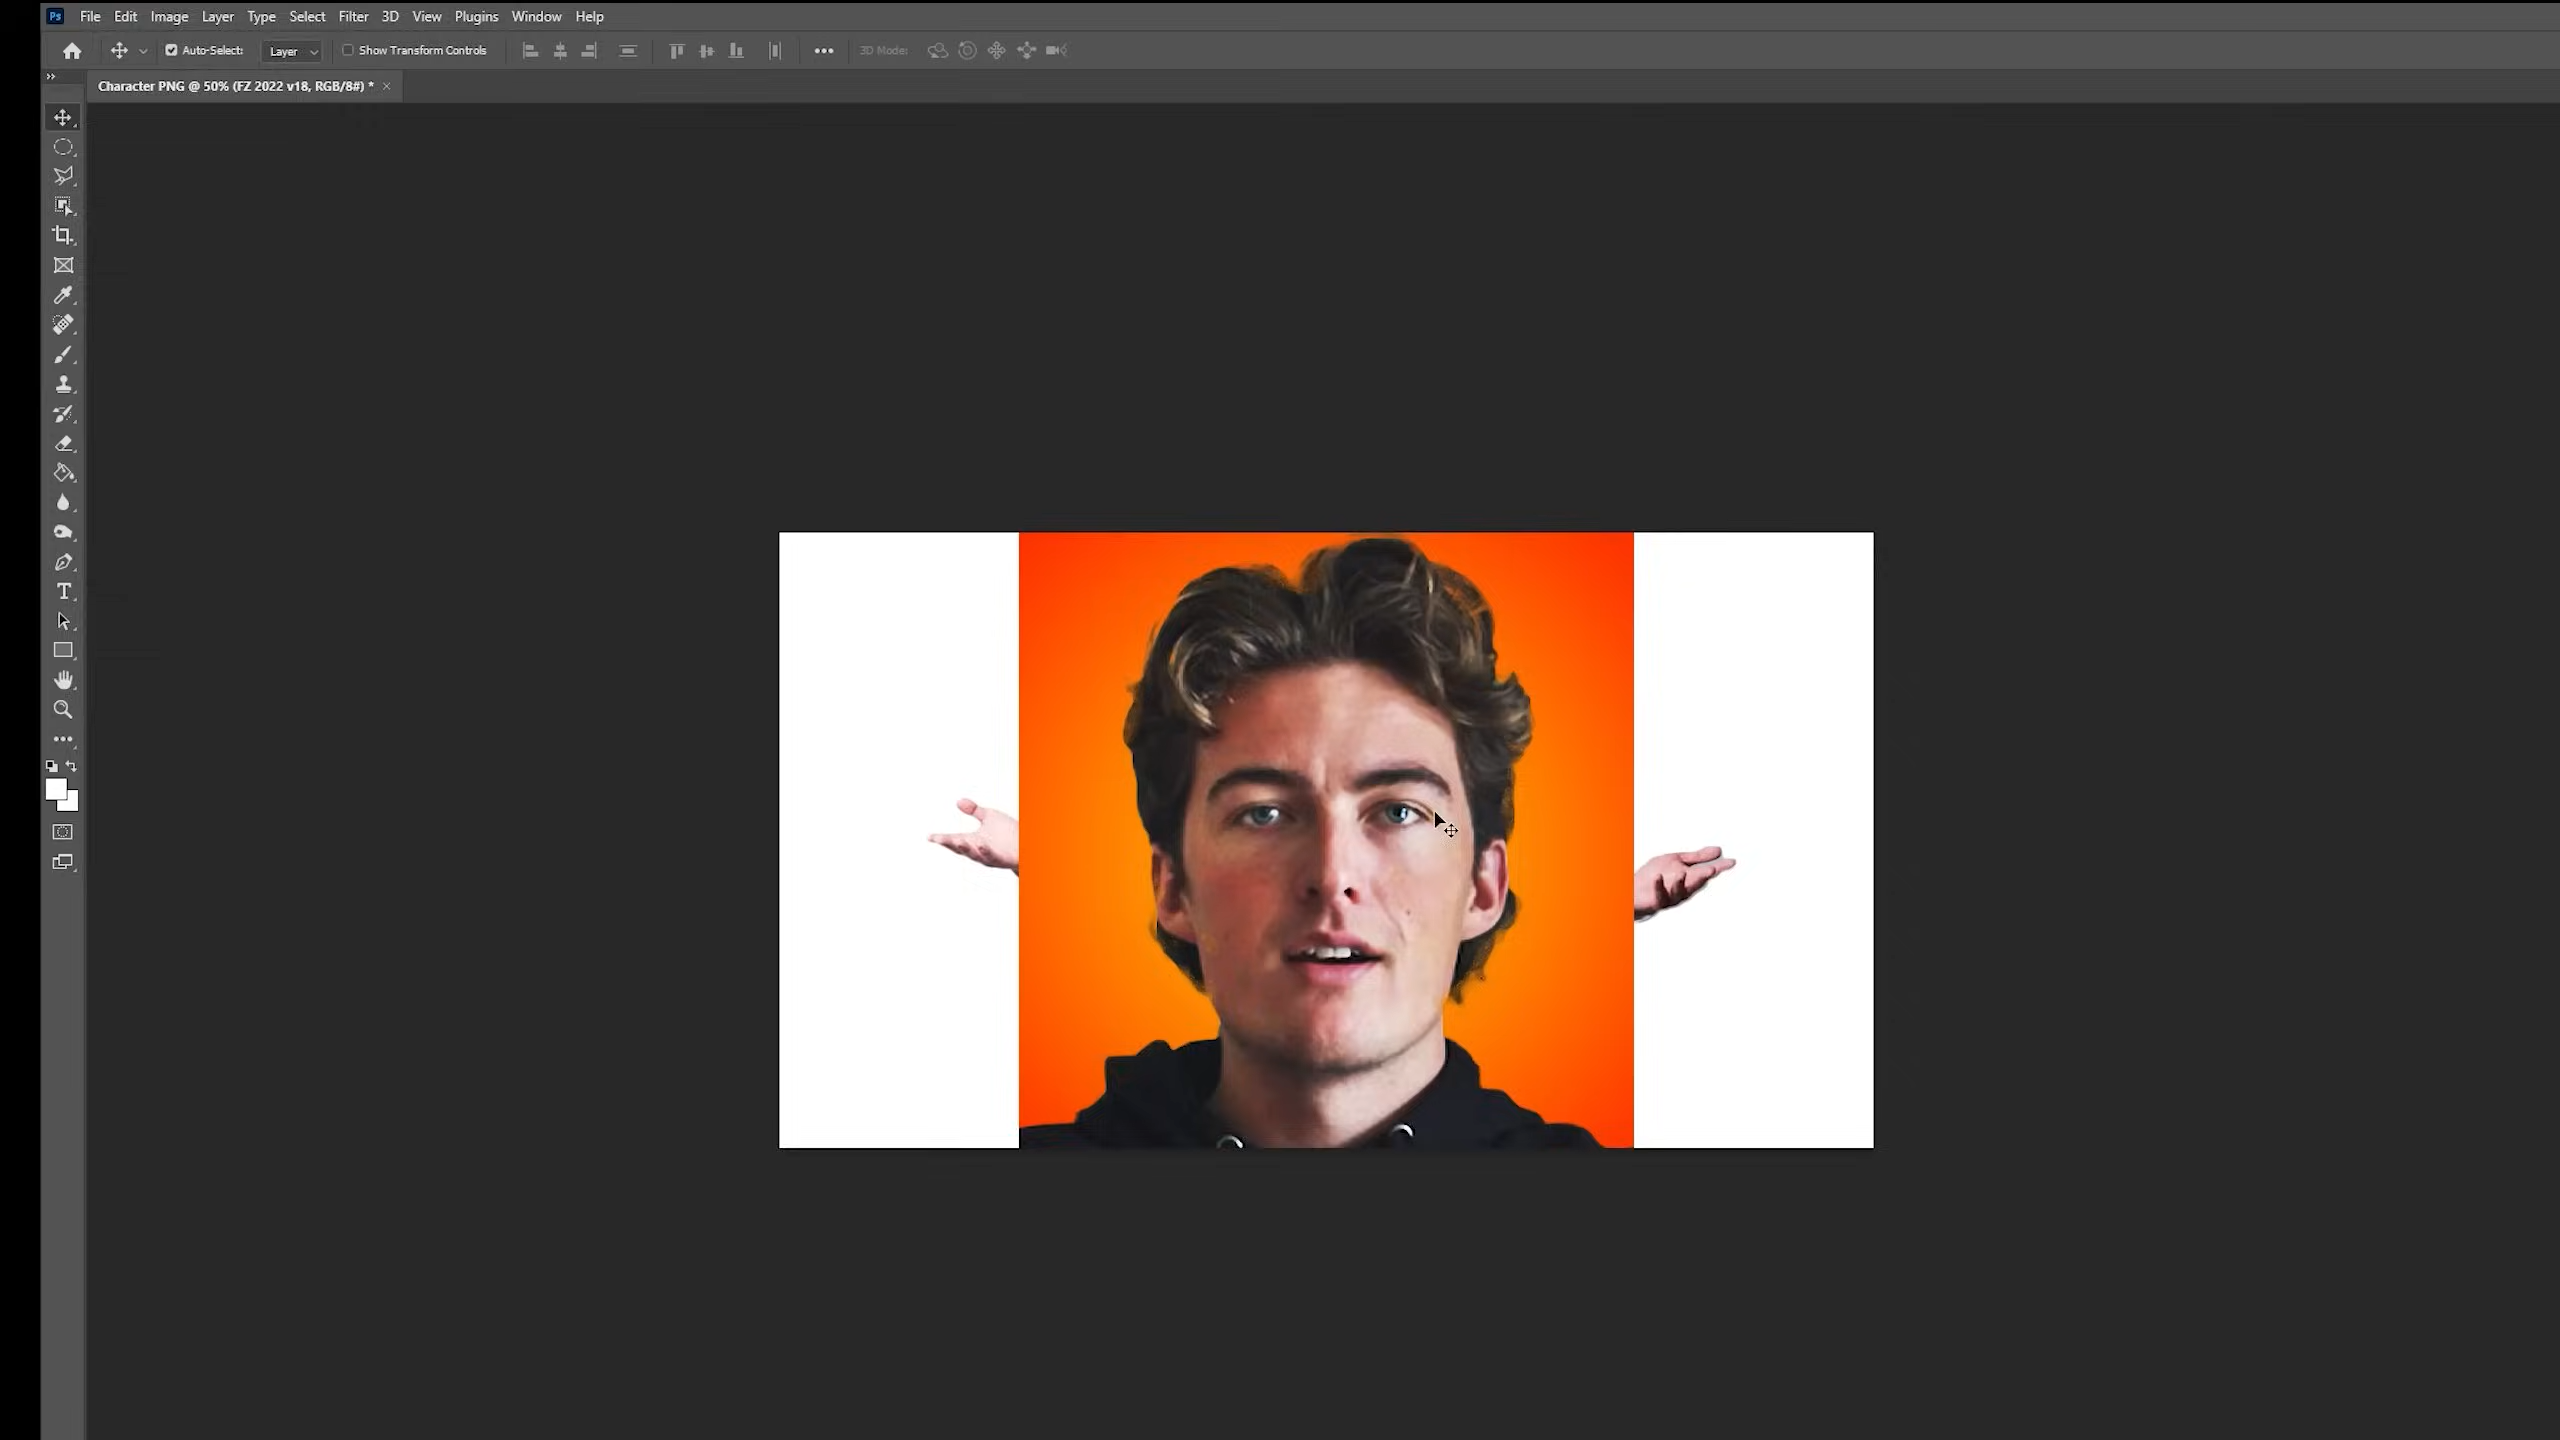 Ps File Edit Image Layer Type Select Filter 3D View Plugins Window Help
Auto-Select: Layer Show Transform Controls 3D Mode:
Character PNG @ 50% (FZ 2022 v18, RGB/8#) * ×
T